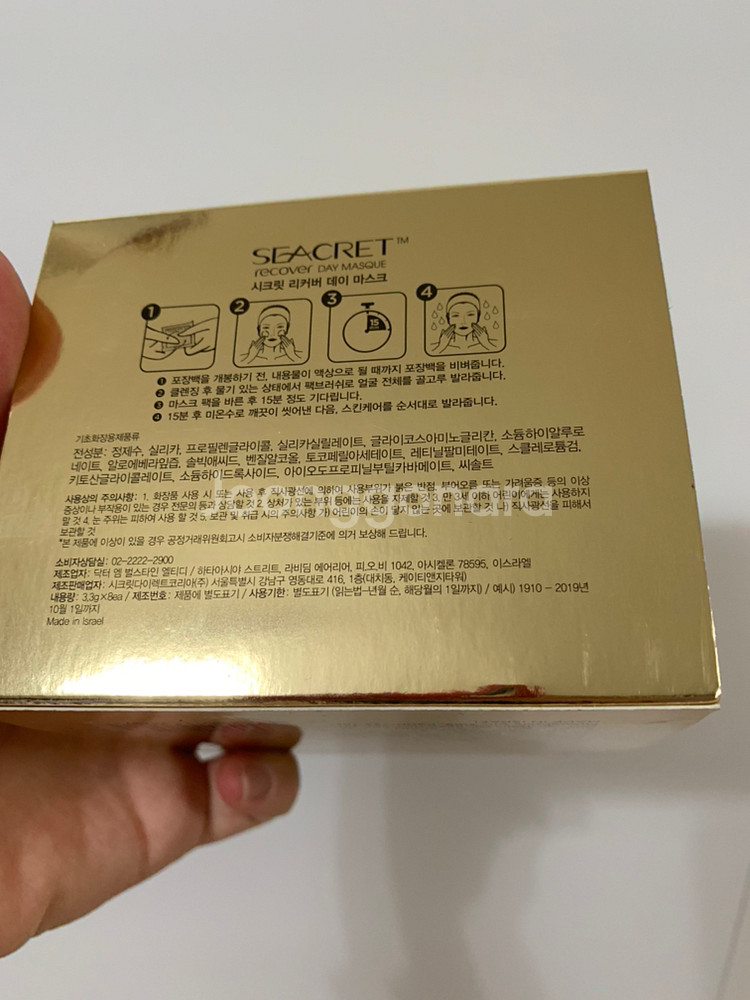 SEACRET™
recover DAY MASQUE
시크릿 리커버 데이 마스크
1 2 3 4
15
❶ 포장백을 개봉하기 전, 내용물이 액상으로 될 때까지 포장백을 비벼줍니다.
❷ 클렌징 후 물기 있는 상태에서 팩브러쉬로 얼굴 전체를 골고루 발라줍니다.
❸ 마스크 팩을 바른 후 15분 정도 기다립니다.
❹ 15분 후 미온수로 깨끗이 씻어낸 다음, 스킨케어를 순서대로 발라줍니다.
기초화장용제품류
전성분: 정제수, 실리카, 프로필렌글라이콜, 실리카실릴레이트, 글라이코스아미노글리칸, 소듐하이알루로
네이트, 알로에베라잎즙, 솔빅애씨드, 벤질알코올, 토코페릴아세테이트, 레티닐팔미테이트, 스클레로튬검,
키토산글라이콜레이트, 소듐하이드록사이드, 아이오도프로피닐부틸카바메이트, 씨솔트
사용상의 주의사항: 1. 화장품 사용 시 또는 사용 후 직사광선에 의하여 사용부위가 붉은 반점, 부어오름 또는 가려움증 등의 이상
증상이나 부작용이 있는 경우 전문의 등과 상담할 것 2. 상처가 있는 부위 등에는 사용을 자제할 것 3. 만 3세 이하 어린이에게는 사용하지
말 것 4. 눈 주위는 피하여 사용 할 것 5. 보관 및 취급 시의 주의사항 가) 어린이의 손이 닿지 않는 곳에 보관할 것 나) 직사광선을 피해서
보관할 것
*본 제품에 이상이 있을 경우 공정거래위원회고시 소비자분쟁해결기준에 의거 보상해 드립니다.
소비자상담실: 02-2222-2900
제조업자: 닥터 엠 벌스타인 엘티디 / 하타아시야 스트리트, 라비딤 에어리어, 피.오.비 1042, 아시켈론 78595, 이스라엘
제조판매업자: 시크릿다이렉트코리아(주) 서울특별시 강남구 영동대로 416, 1층(대치동, 케이티앤지타워)
내용량: 3.3g×8ea / 제조번호: 제품에 별도표기 / 사용기한: 별도표기 (읽는법-년월 순, 해당월의 1일까지) / 예시) 1910 - 2019년
10월 1일까지
Made in Israel